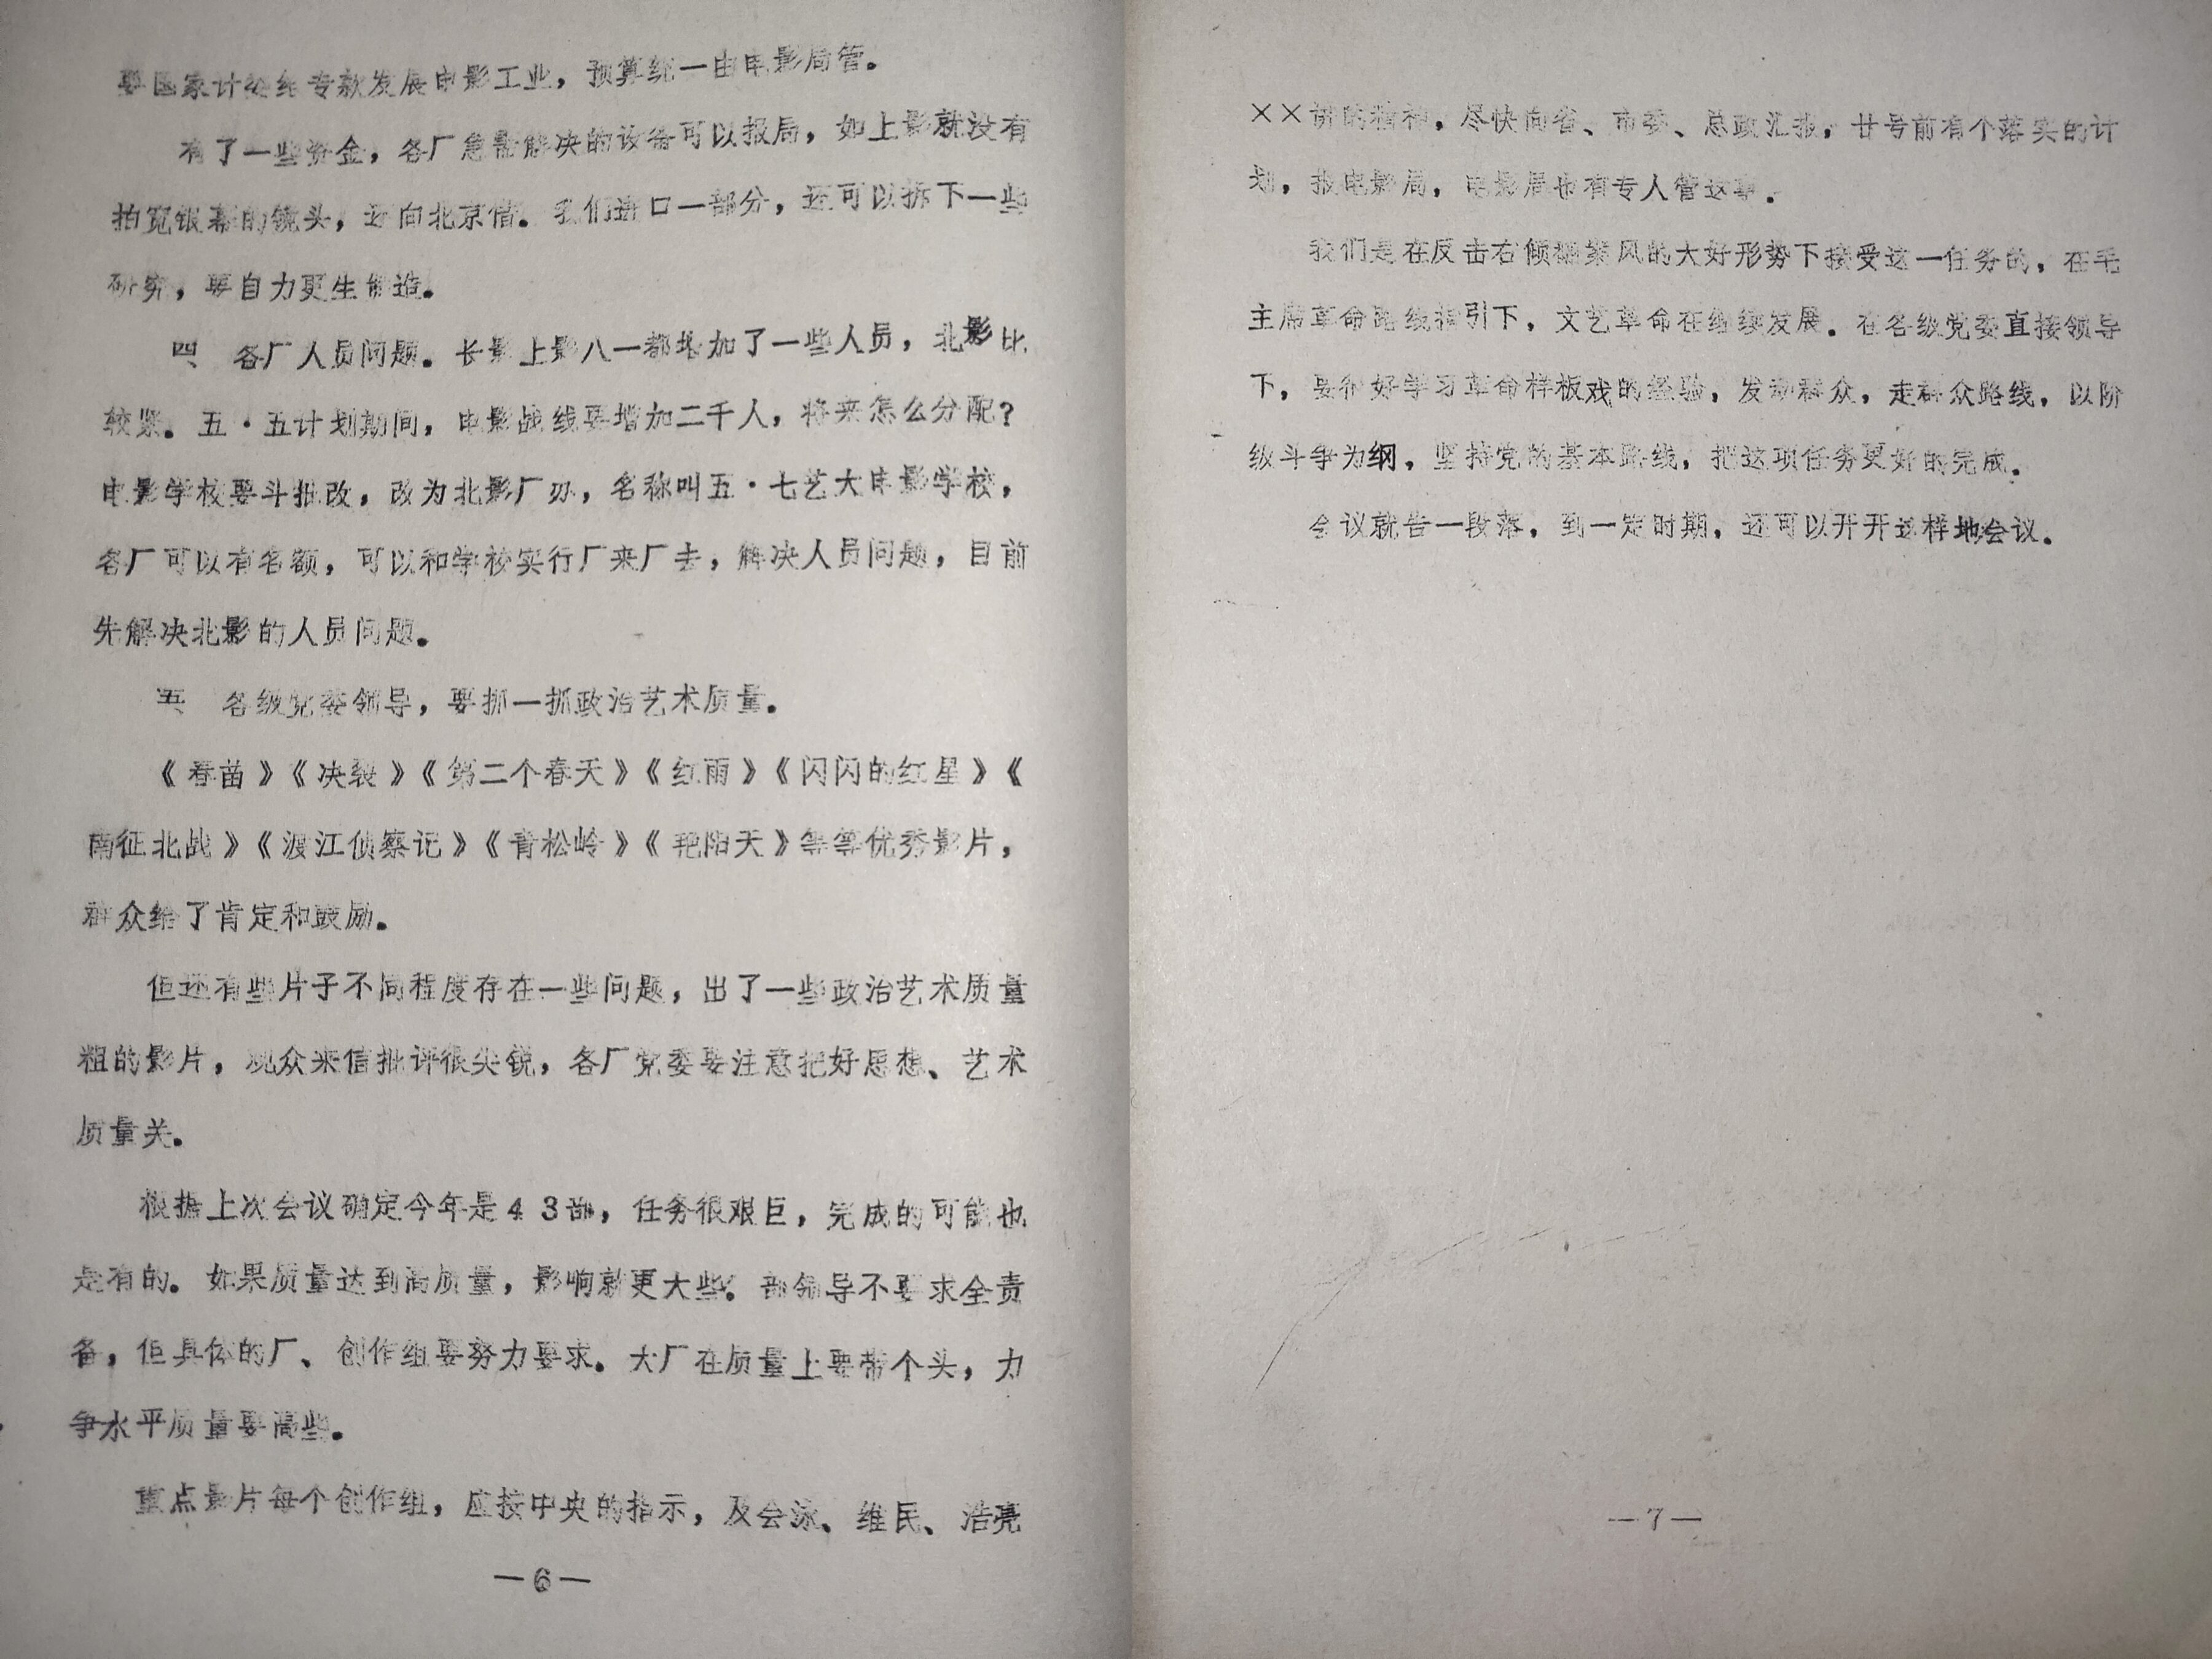 要国家计委给专款发展电影工业，预算统一由电影局管。
有了一些资金，各厂急需解决的设备可以报局，如上影就没有
拍宽银幕的镜头，还向北京借。我们进口一部分，还可以拆下一些
研究，要自力更生制造。
四、各厂人员问题。长影上影八一都增加了一些人员，北影比
较紧。五·五计划期间，电影战线要增加二千人，将来怎么分配？
电影学校要斗批改，改为北影厂办，名称叫五·七艺大电影学校，
各厂可以有名额，可以和学校实行厂来厂去，解决人员问题，目前
先解决北影的人员问题。
五、各级党委领导，要抓一抓政治艺术质量。
《春苗》《决裂》《第二个春天》《红雨》《闪闪的红星》《
南征北战》《渡江侦察记》《青松岭》《艳阳天》等等优秀影片，
群众给了肯定和鼓励。
但还有些片子不同程度存在一些问题，出了一些政治艺术质量
粗的影片，观众来信批评很尖锐，各厂党委要注意把好思想、艺术
质量关。
根据上次会议确定今年是43部，任务很艰巨，完成的可能也
是有的。如果质量达到高质量，影响就更大些。部领导不要求全责
备，但具体的厂、创作组要努力要求。大厂在质量上要带个头，力
争水平质量要高些。
重点影片每个创作组，应按中央的指示，及会泳、维民、浩亮
—6—
××讲的精神，尽快向省、市委、总政汇报，廿号前有个落实的计
划，报电影局，电影局也有专人管这事。
我们是在反击右倾翻案风的大好形势下接受这一任务的，在毛
主席革命路线指引下，文艺革命在继续发展。在各级党委直接领导
下，要很好学习革命样板戏的经验，发动群众，走群众路线，以阶
级斗争为纲，坚持党的基本路线，把这项任务更好的完成。
会议就告一段落，到一定时期，还可以开开这样地会议。
—7—